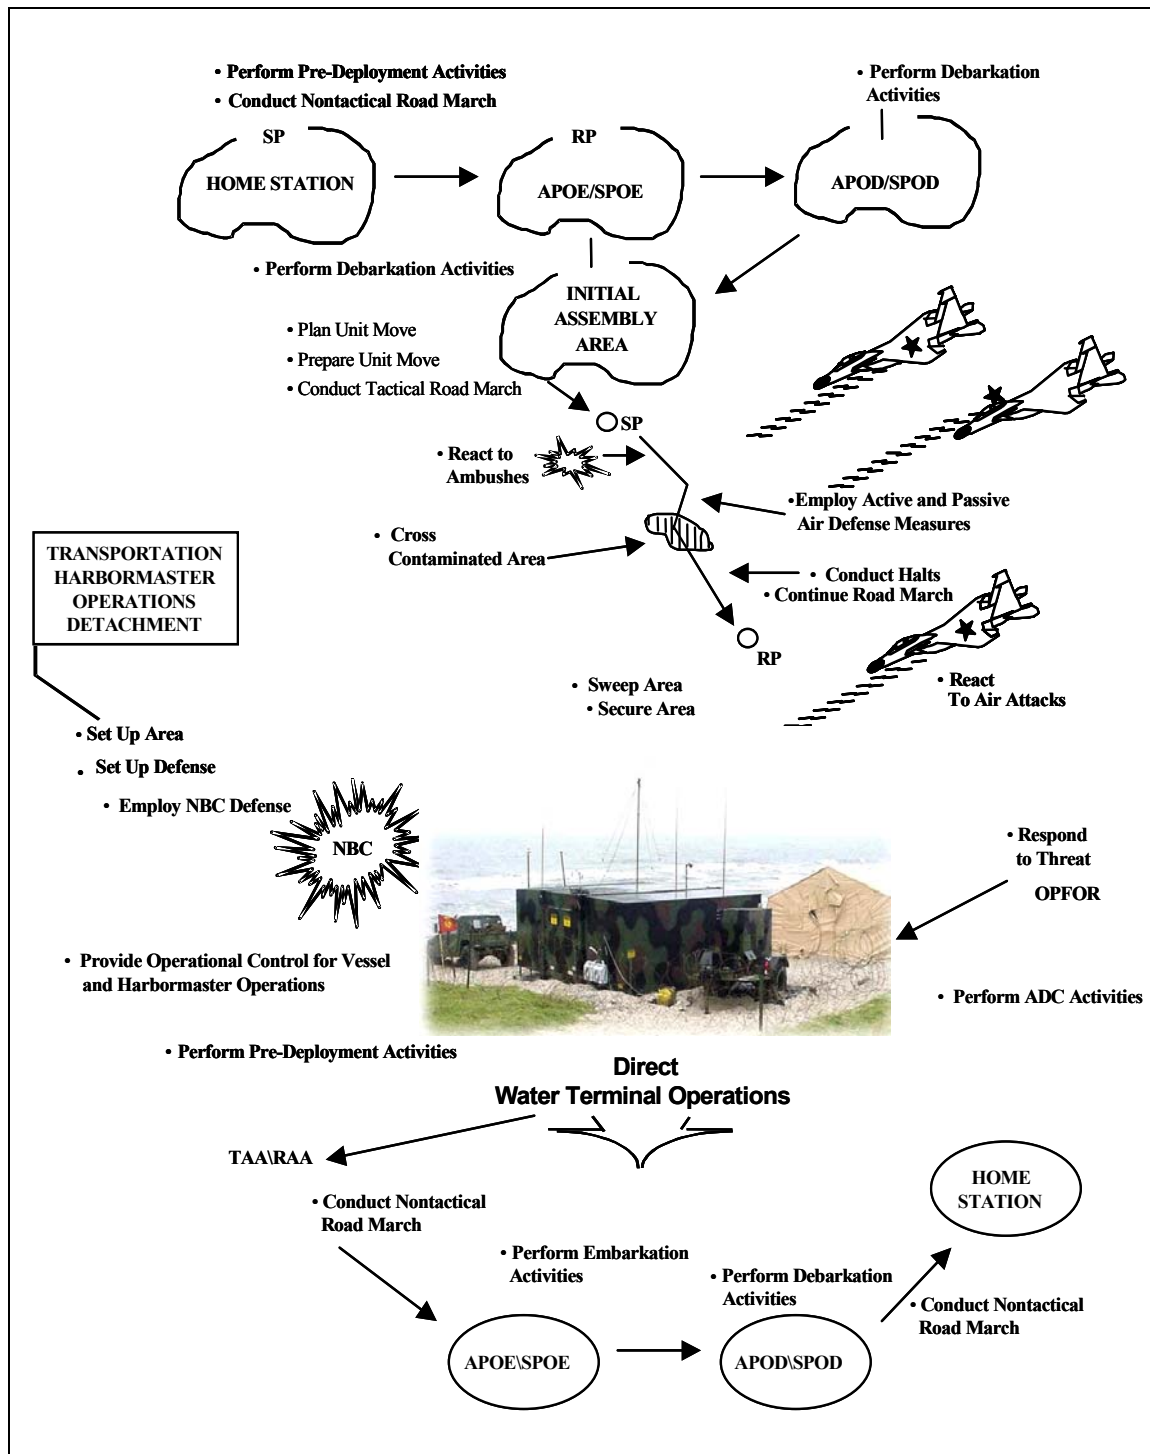 • Perform Pre-Deployment Activities
• Conduct Nontactical Road March
• Perform Debarkation
Activities
SP
HOME STATION
RP
APOE/SPOE
APOD/SPOD
• Perform Debarkation Activities
INITIAL
ASSEMBLY
AREA
• Plan Unit Move
• Prepare Unit Move
• Conduct Tactical Road March
SP
• React to
Ambushes
• Employ Active and Passive
Air Defense Measures
• Cross
Contaminated Area
• Conduct Halts
• Continue Road March
RP
TRANSPORTATION
HARBORMASTER
OPERATIONS
DETACHMENT
• Sweep Area
• Secure Area
• React
To Air Attacks
• Set Up Area
• Set Up Defense
• Employ NBC Defense
NBC
• Respond
to Threat
OPFOR
• Provide Operational Control for Vessel
and Harbormaster Operations
• Perform ADC Activities
• Perform Pre-Deployment Activities
Direct
Water Terminal Operations
TAA\RAA
• Conduct Nontactical
Road March
HOME
STATION
• Perform Embarkation
Activities
• Perform Debarkation
Activities
• Conduct Nontactical
Road March
APOE\SPOE
APOD\SPOD